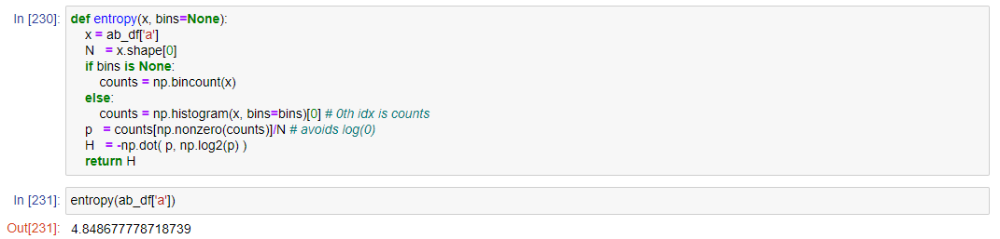 In [230]: def entropy(x, bins=None):
    x = ab_df['a']
    N   = x.shape[0]
    if bins is None:
        counts = np.bincount(x)
    else:
        counts = np.histogram(x, bins=bins)[0] # 0th idx is counts
    p   = counts[np.nonzero(counts)]/N # avoids log(0)
    H   = -np.dot( p, np.log2(p) )
    return H
In [231]: entropy(ab_df['a'])
Out[231]: 4.848677778718739